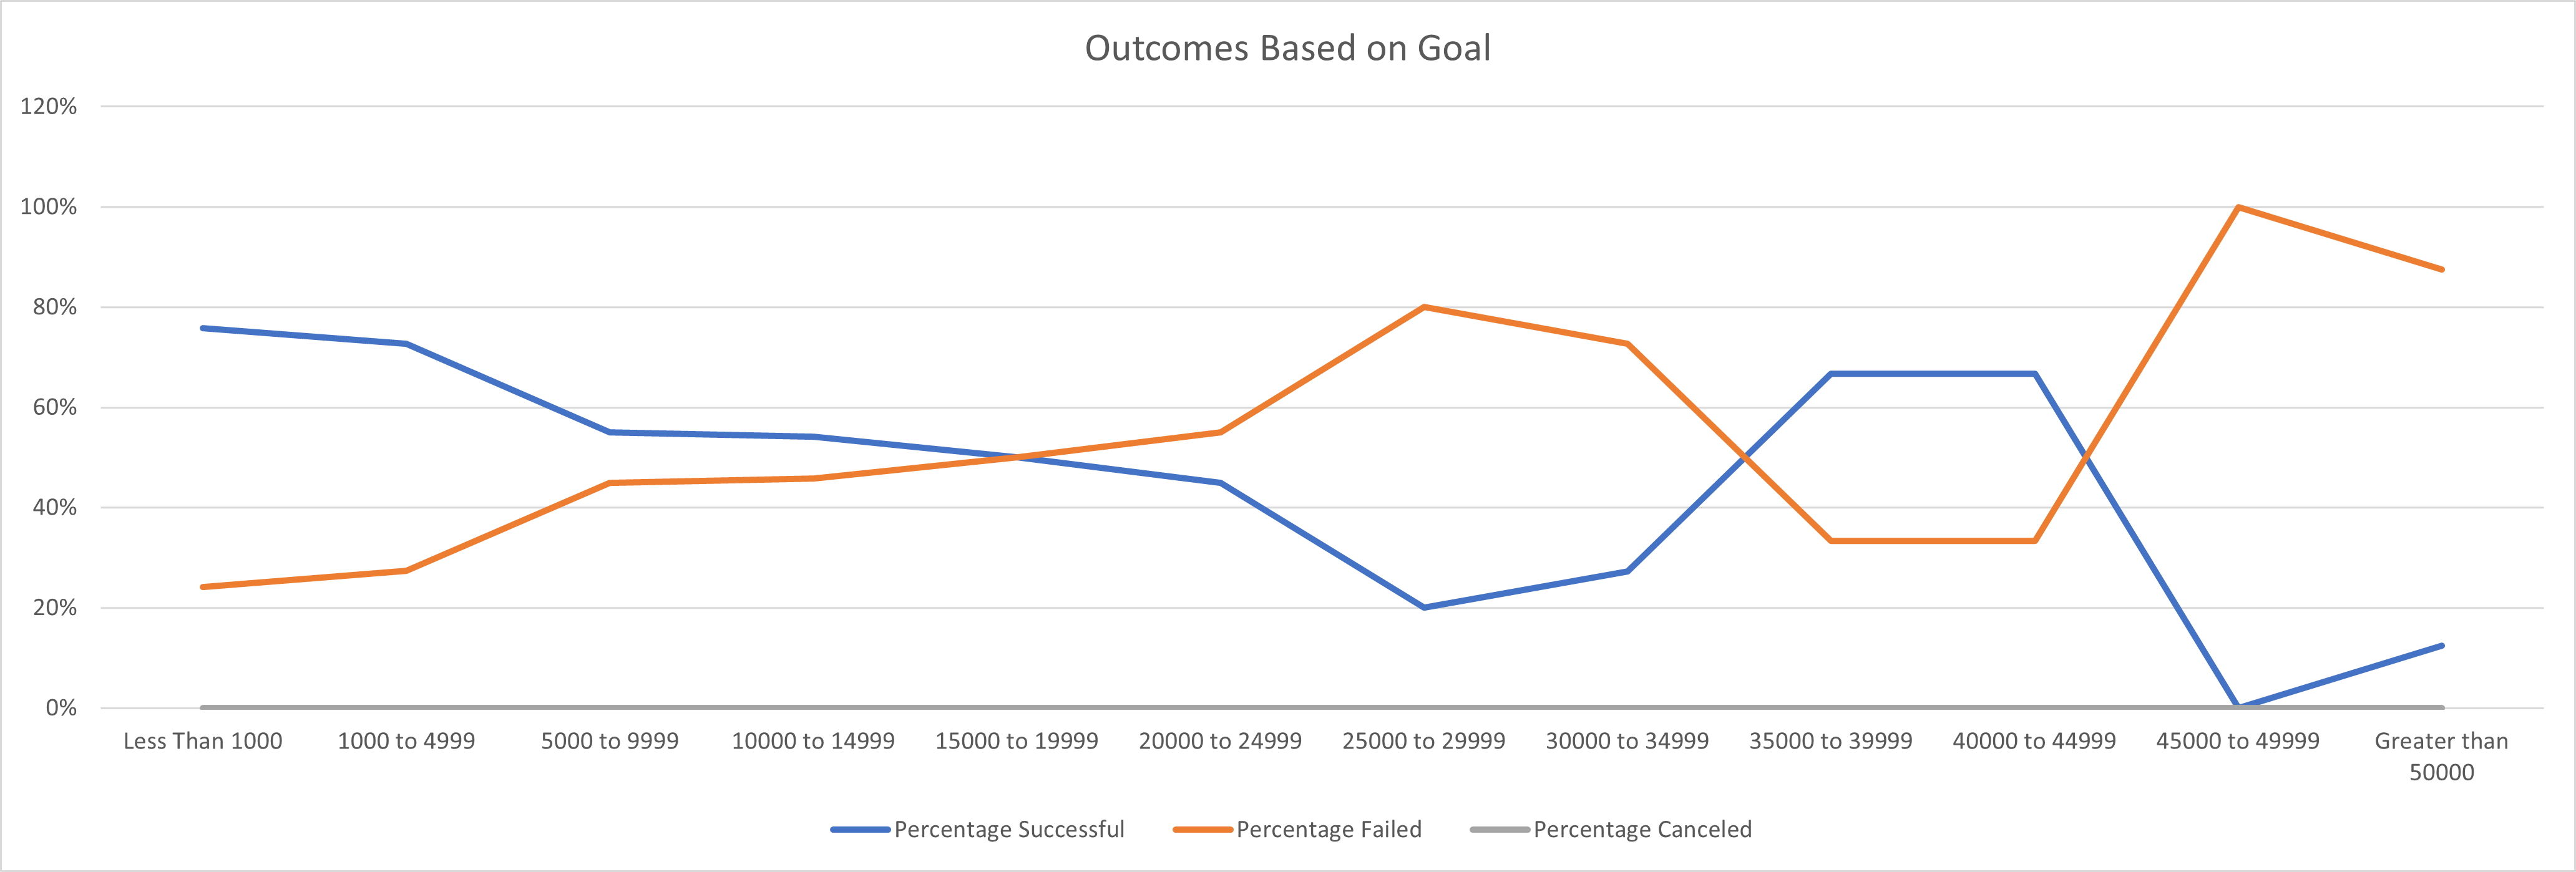 Outcomes Based on Goal
120%
100%
80%
60%
40%
20%
0%
Less Than 1000
1000 to 4999
5000 to 9999
10000 to 14999
15000 to 19999
20000 to 24999
25000 to 29999
30000 to 34999
35000 to 39999
40000 to 44999
45000 to 49999
Greater than
50000
Percentage Successful
Percentage Failed
Percentage Canceled